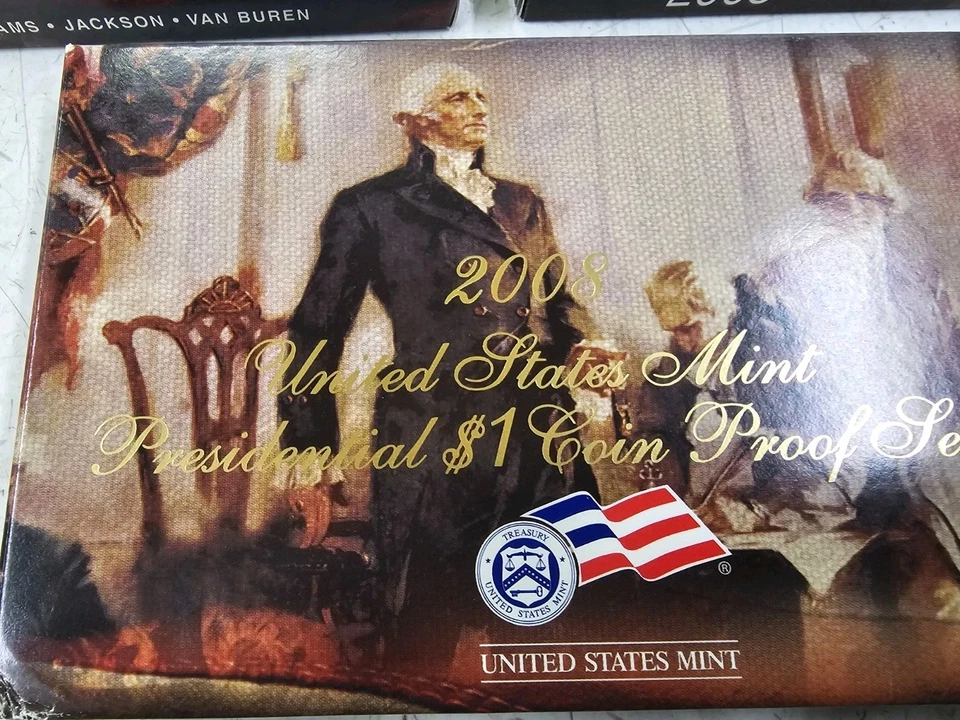 AMS • JACKSON • VAN BUREN
2008
United States Mint
Presidential $1 Coin Proof Se
TREASURY
UNITED STATES MINT
®
UNITED STATES MINT